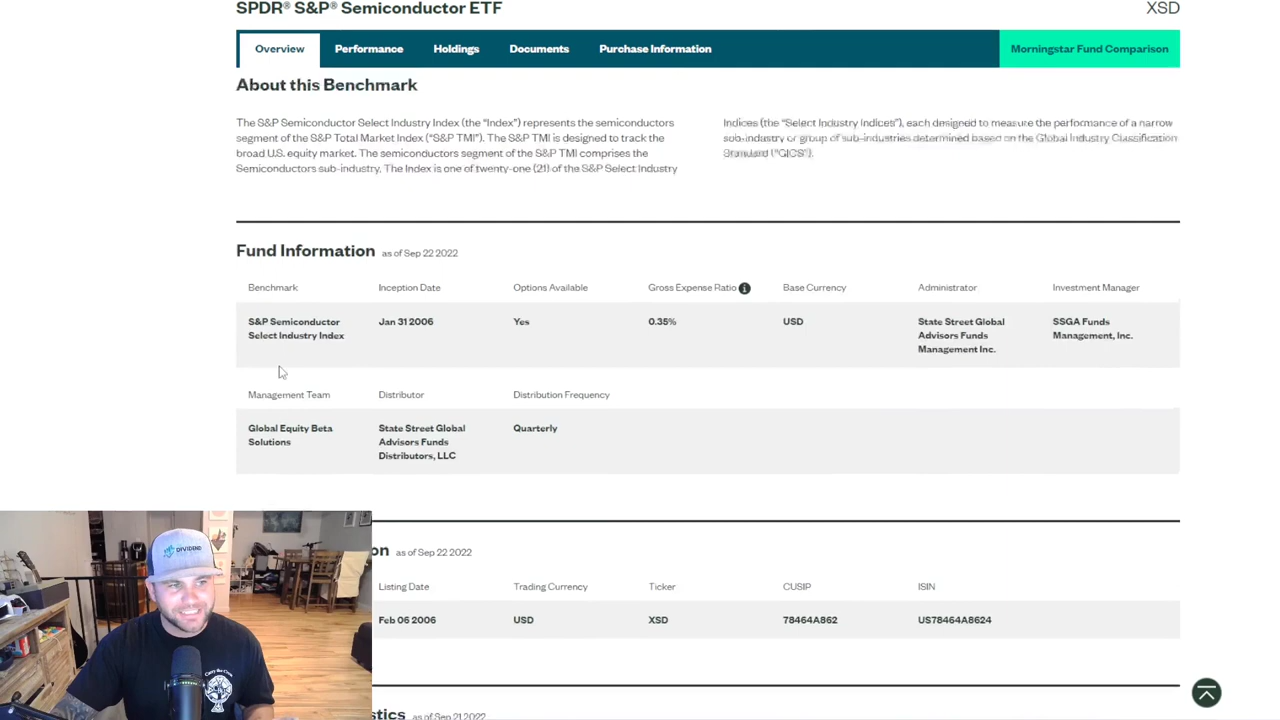 SPDR® S&P® Semiconductor ETF
XSD
Overview
Performance
Holdings
Documents
Purchase Information
Morningstar Fund Comparison
About this Benchmark
The S&P Semiconductor Select Industry Index (the "Index") represents the semiconductors
segment of the S&P Total Market Index ("S&P TMI"). The S&P TMI is designed to track the
broad U.S. equity market. The semiconductors segment of the S&P TMI comprises the
Semiconductors sub-industry. The Index is one of twenty-one (21) of the S&P Select Industry
Indices (the "Select Industry Indices"), each designed to measure the performance of a narrow
sub-industry or group of sub-industries determined based on the Global Industry Classification
Standard ("GICS").
Fund Information as of Sep 22 2022
Benchmark
Inception Date
Options Available
Gross Expense Ratio
Base Currency
Administrator
Investment Manager
S&P Semiconductor
Select Industry Index
Jan 31 2006
Yes
0.35%
USD
State Street Global
Advisors Funds
Management Inc.
SSGA Funds
Management, Inc.
Management Team
Distributor
Distribution Frequency
Global Equity Beta
Solutions
State Street Global
Advisors Funds
Distributors, LLC
Quarterly
on as of Sep 22 2022
Listing Date
Trading Currency
Ticker
CUSIP
ISIN
Feb 06 2006
USD
XSD
78464A862
US78464A8624
stics as of Sep 21 2022
DIVIDEND